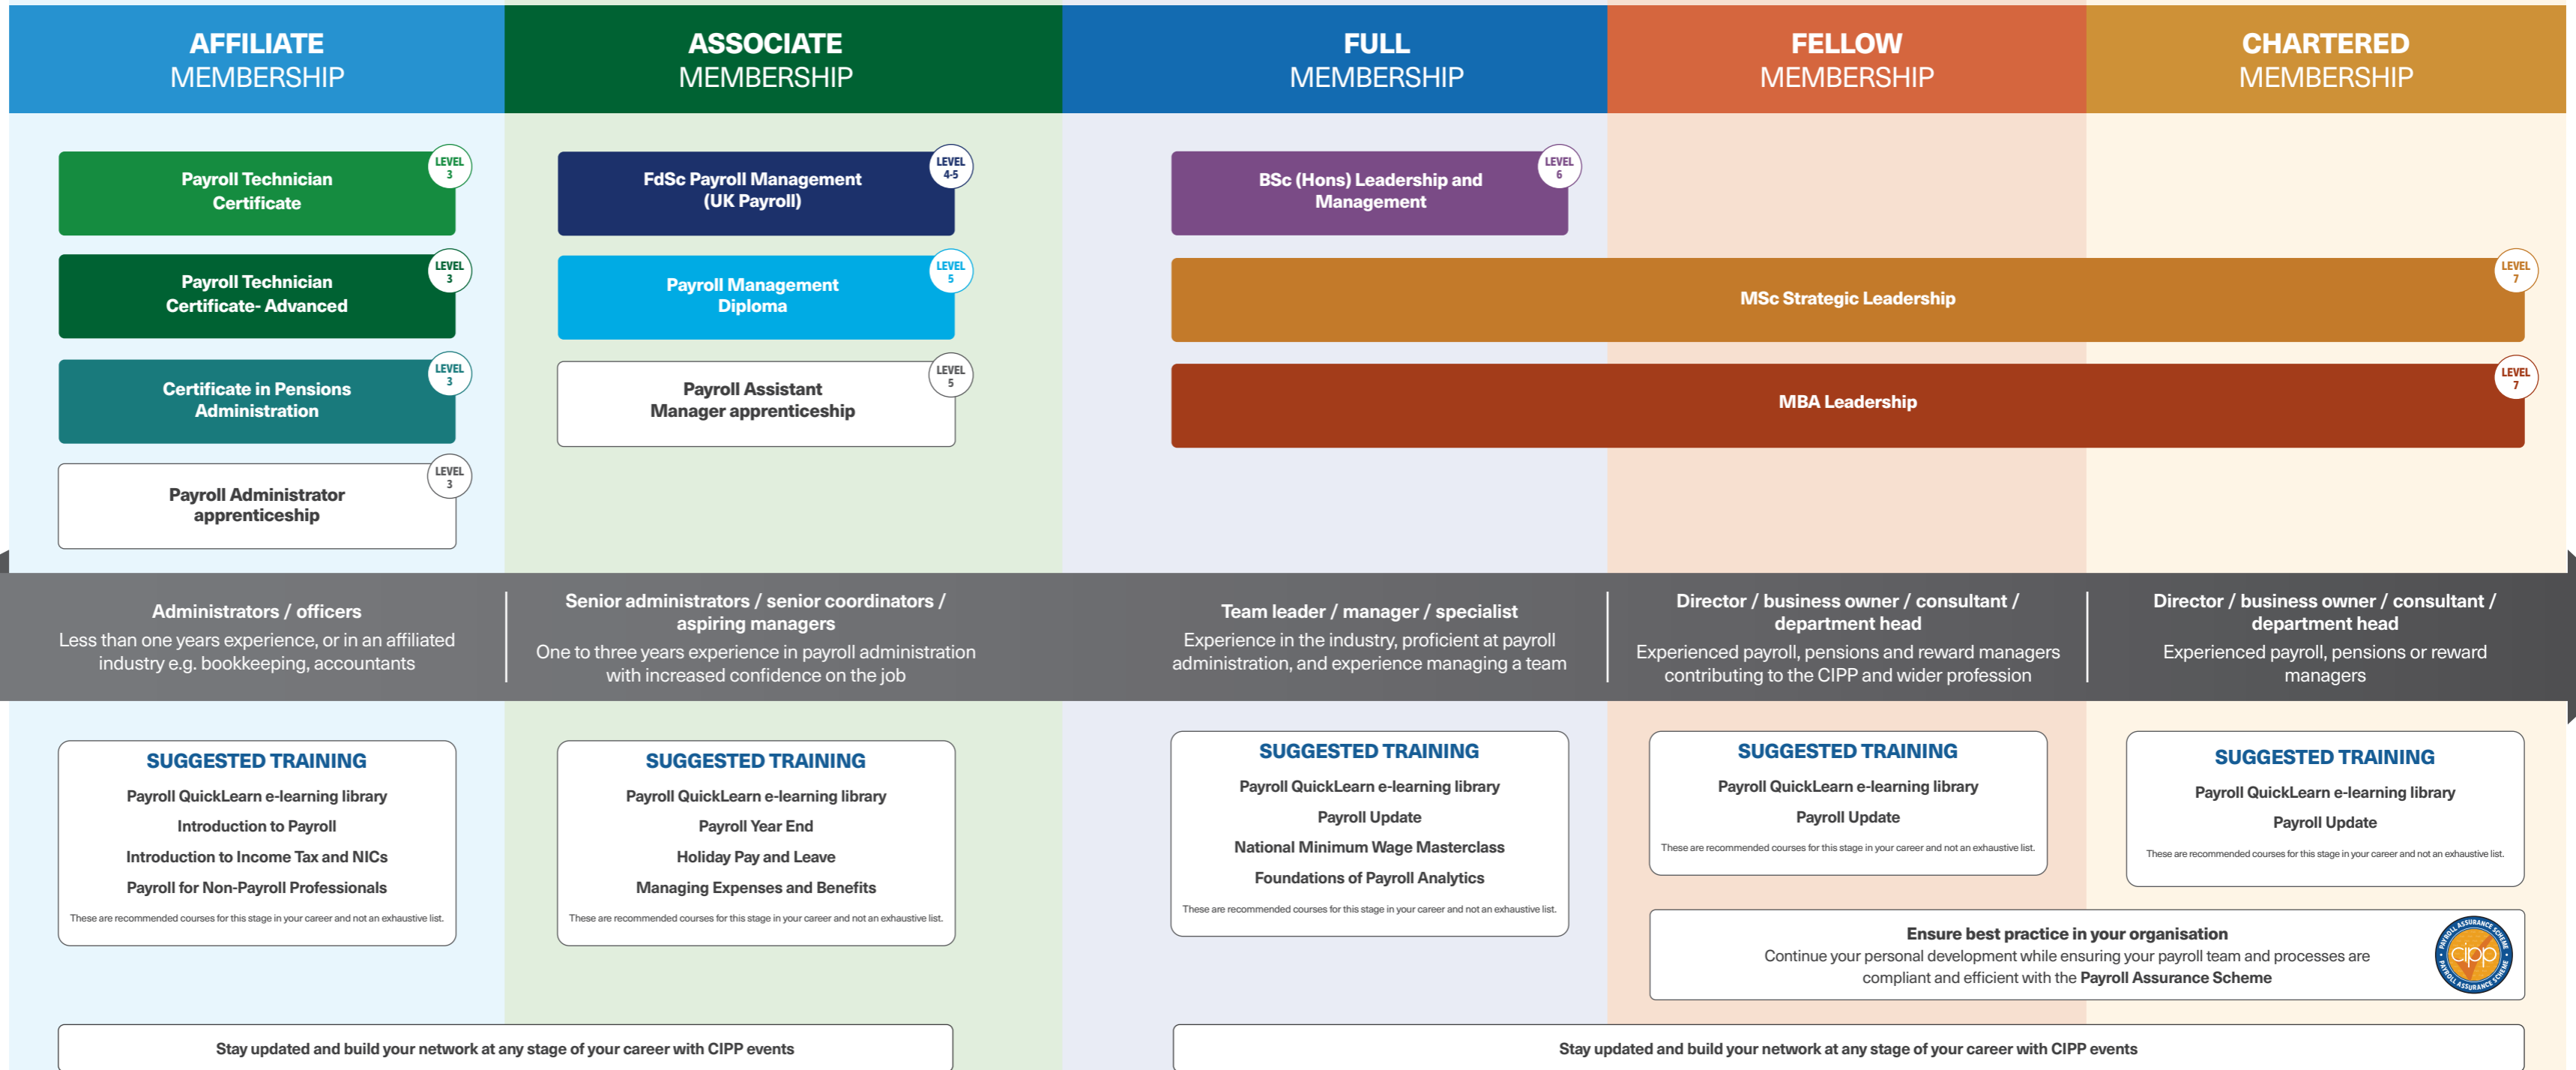 AFFILIATE
MEMBERSHIP
ASSOCIATE
MEMBERSHIP
FULL
MEMBERSHIP
FELLOW
MEMBERSHIP
CHARTERED
MEMBERSHIP
Payroll Technician
Certificate
LEVEL
3
Payroll Technician
Certificate- Advanced
LEVEL
3
Certificate in Pensions
Administration
LEVEL
3
Payroll Administrator
apprenticeship
LEVEL
3
FdSc Payroll Management
(UK Payroll)
LEVEL
4-5
Payroll Management
Diploma
LEVEL
5
Payroll Assistant
Manager apprenticeship
LEVEL
5
BSc (Hons) Leadership and
Management
LEVEL
6
MSc Strategic Leadership
LEVEL
7
MBA Leadership
LEVEL
7
Administrators / officers
Less than one years experience, or in an affiliated
industry e.g. bookkeeping, accountants
Senior administrators / senior coordinators /
aspiring managers
One to three years experience in payroll administration
with increased confidence on the job
Team leader / manager / specialist
Experience in the industry, proficient at payroll
administration, and experience managing a team
Director / business owner / consultant /
department head
Experienced payroll, pensions and reward managers
contributing to the CIPP and wider profession
Director / business owner / consultant /
department head
Experienced payroll, pensions or reward
managers
SUGGESTED TRAINING
Payroll QuickLearn e-learning library
Introduction to Payroll
Introduction to Income Tax and NICs
Payroll for Non-Payroll Professionals
These are recommended courses for this stage in your career and not an exhaustive list.
SUGGESTED TRAINING
Payroll QuickLearn e-learning library
Payroll Year End
Holiday Pay and Leave
Managing Expenses and Benefits
These are recommended courses for this stage in your career and not an exhaustive list.
SUGGESTED TRAINING
Payroll QuickLearn e-learning library
Payroll Update
National Minimum Wage Masterclass
Foundations of Payroll Analytics
These are recommended courses for this stage in your career and not an exhaustive list.
SUGGESTED TRAINING
Payroll QuickLearn e-learning library
Payroll Update
These are recommended courses for this stage in your career and not an exhaustive list.
SUGGESTED TRAINING
Payroll QuickLearn e-learning library
Payroll Update
These are recommended courses for this stage in your career and not an exhaustive list.
Ensure best practice in your organisation
Continue your personal development while ensuring your payroll team and processes are
compliant and efficient with the Payroll Assurance Scheme
PAYROLL ASSURANCE SCHEME
cipp
PAYROLL ASSURANCE SCHEME
Stay updated and build your network at any stage of your career with CIPP events
Stay updated and build your network at any stage of your career with CIPP events